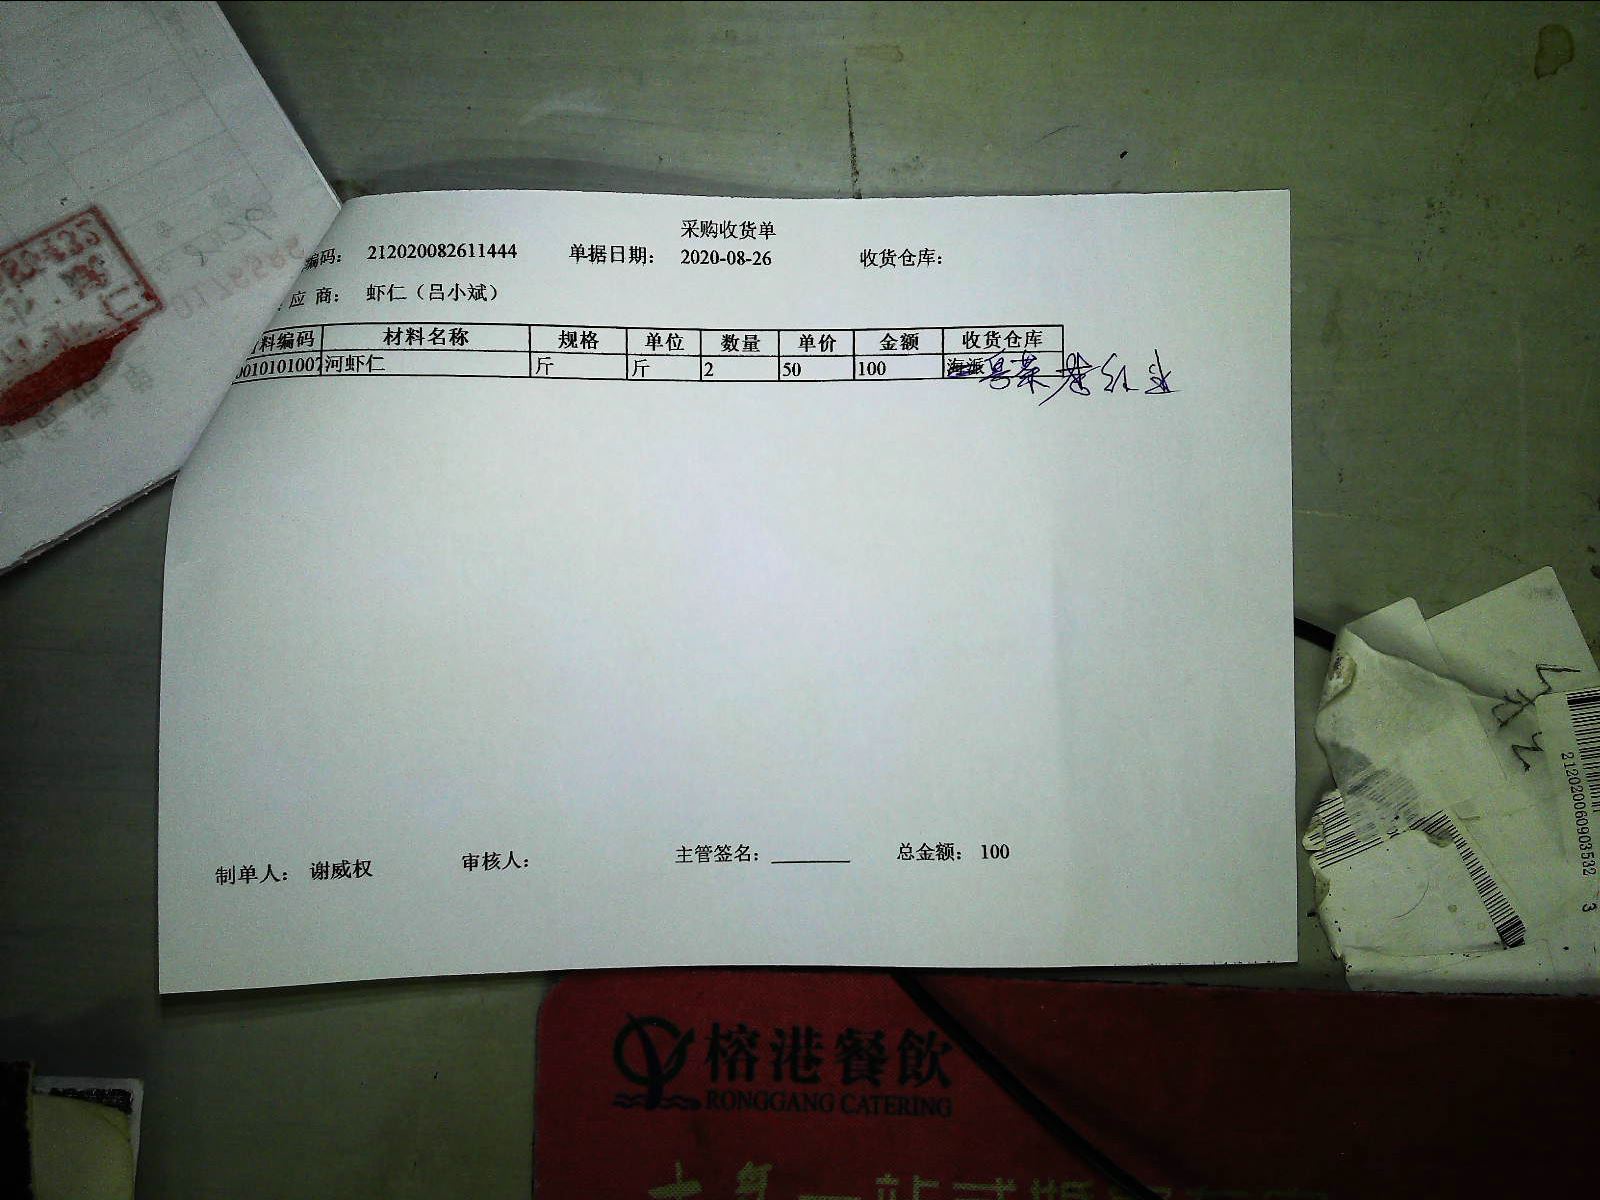 采购收货单
编码： 212020082611444 单据日期： 2020-08-26 收货仓库：
应 商： 虾仁（吕小斌）
料编码 材料名称 规格 单位 数量 单价 金额 收货仓库
0010101007 河虾仁 斤 斤 2 50 100 海派 粤菜
制单人： 谢威权 审核人： 主管签名： 总金额： 100
212020060903532 3
榕港餐飲
RONGGANG CATERING